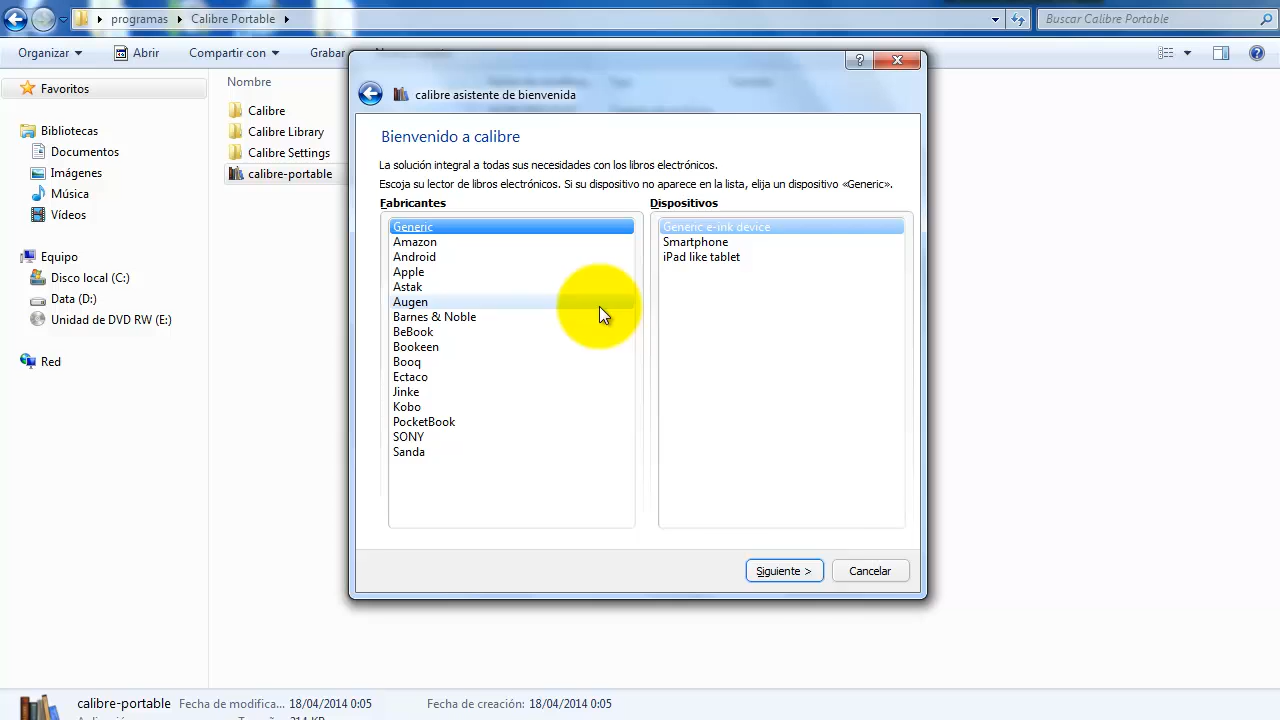 programas
Calibre Portable
Buscar Calibre Portable
Organizar
Abrir
Compartir con
Grabar
Favoritos
Bibliotecas
Documentos
Imágenes
Música
Vídeos
Equipo
Disco local (C:)
Data (D:)
Unidad de DVD RW (E:)
Red
Nombre
Calibre
Calibre Library
Calibre Settings
calibre-portable
calibre asistente de bienvenida
Bienvenido a calibre
La solución integral a todas sus necesidades con los libros electrónicos.
Escoja su lector de libros electrónicos. Si su dispositivo no aparece en la lista, elija un dispositivo «Generic».
Fabricantes
Generic
Amazon
Android
Apple
Astak
Augen
Barnes & Noble
BeBook
Bookeen
Booq
Ectaco
Jinke
Kobo
PocketBook
SONY
Sanda
Dispositivos
Generic e-ink device
Smartphone
iPad like tablet
Siguiente >
Cancelar
calibre-portable Fecha de modifica... 18/04/2014 0:05 Fecha de creación: 18/04/2014 0:05